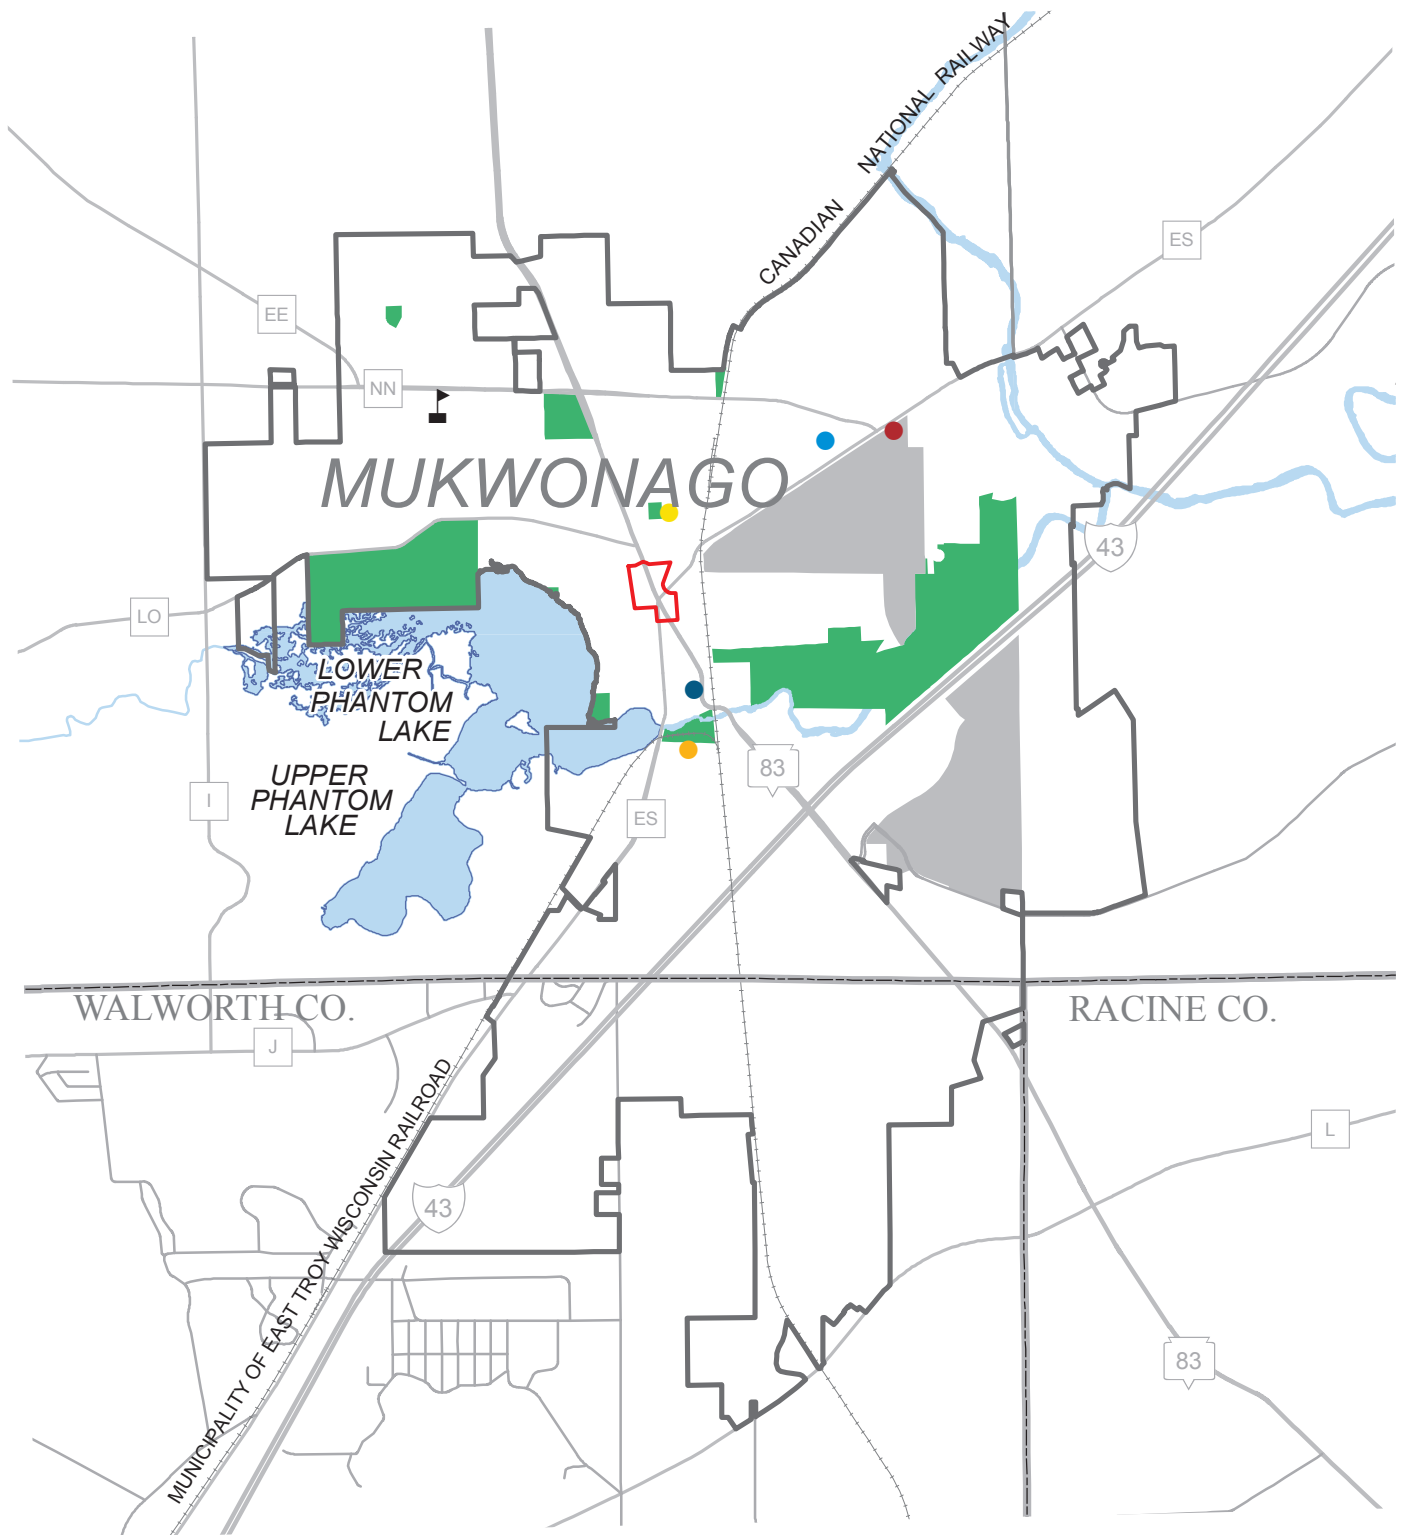 NATIONAL RAILWAY
CANADIAN
ES
EE
NN
MUKWONAGO
43
LO
LOWER
PHANTOM
LAKE
UPPER
PHANTOM
LAKE
83
I
ES
WALWORTH CO.
RACINE CO.
J
MUNICIPALITY OF EAST TROY WISCONSIN RAILROAD
L
43
83